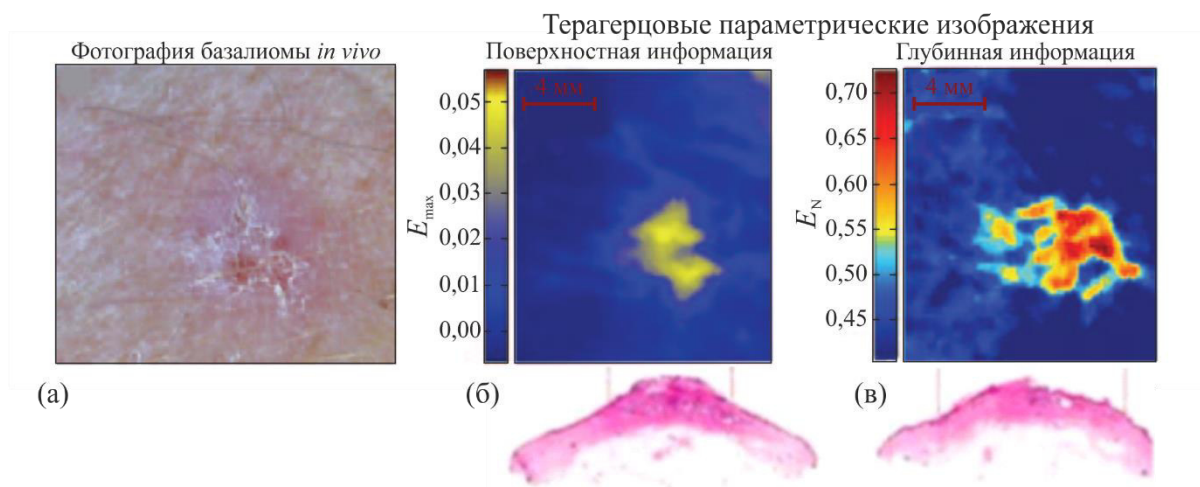 Терагерцовые параметрические изображения
Фотография базалиомы in vivo
Поверхностная информация
Глубинная информация
4 мм
0,05
0,04
0,03
0,02
0,01
0,00
E_max
4 мм
0,70
0,65
0,60
0,55
0,50
0,45
E_N
(а)
(б)
(в)